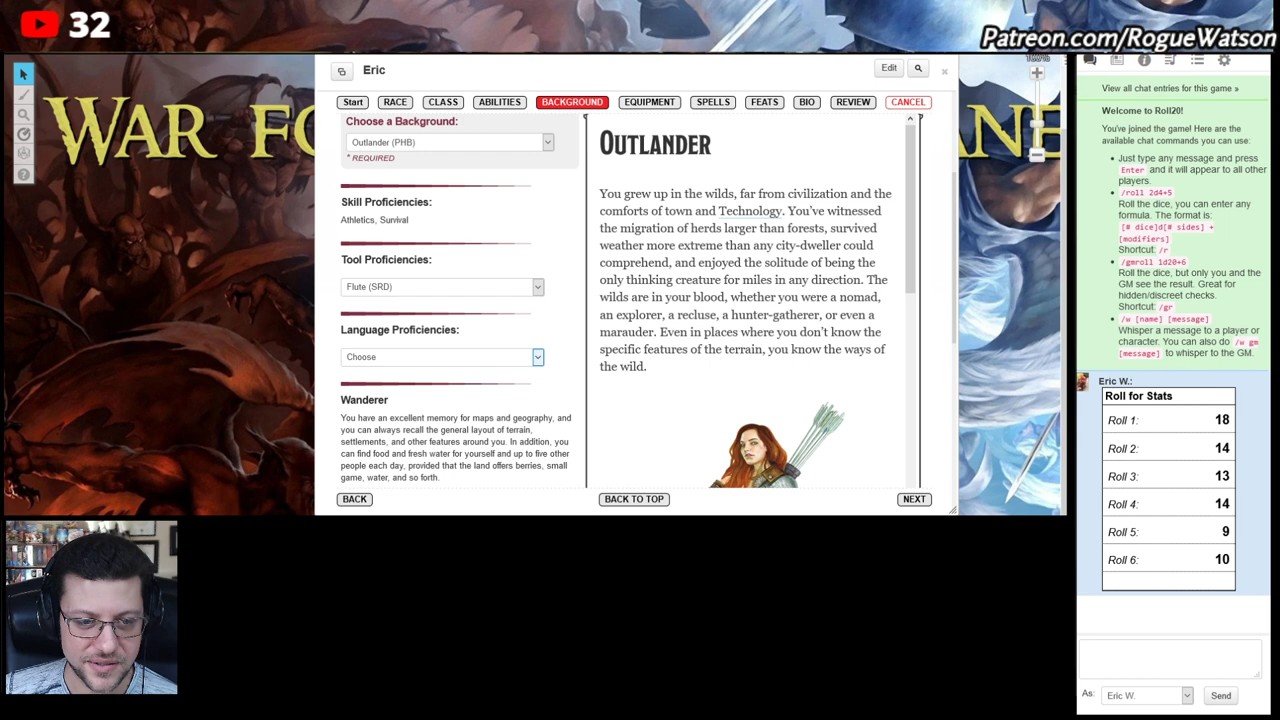 32
Patreon.com/RogueWatson
WAR FO
ANE
Eric
Edit
100%
Start RACE CLASS ABILITIES BACKGROUND EQUIPMENT SPELLS FEATS BIO REVIEW CANCEL
Choose a Background:
Outlander (PHB)
* REQUIRED
Skill Proficiencies:
Athletics, Survival
Tool Proficiencies:
Flute (SRD)
Language Proficiencies:
Choose
Wanderer
You have an excellent memory for maps and geography, and
you can always recall the general layout of terrain,
settlements, and other features around you. In addition, you
can find food and fresh water for yourself and up to five other
people each day, provided that the land offers berries, small
game, water, and so forth.
OUTLANDER
You grew up in the wilds, far from civilization and the
comforts of town and Technology. You've witnessed
the migration of herds larger than forests, survived
weather more extreme than any city-dweller could
comprehend, and enjoyed the solitude of being the
only thinking creature for miles in any direction. The
wilds are in your blood, whether you were a nomad,
an explorer, a recluse, a hunter-gatherer, or even a
marauder. Even in places where you don't know the
specific features of the terrain, you know the ways of
the wild.
BACK
BACK TO TOP
NEXT
View all chat entries for this game »
Welcome to Roll20!
You've joined the game! Here are the
available chat commands you can use:
• Just type any message and press
Enter and it will appear to all other
players.
• /roll 2d4+5
Roll the dice, you can enter any
formula. The format is:
[# dice]d[# sides] +
[modifiers]
Shortcut: /r
• /gmroll 1d20+6
Roll the dice, but only you and the
GM see the result. Great for
hidden/discreet checks.
Shortcut: /gr
• /w [name] [message]
Whisper a message to a player or
character. You can also do /w gm
[message] to whisper to the GM.
Eric W.:
Roll for Stats
Roll 1: 18
Roll 2: 14
Roll 3: 13
Roll 4: 14
Roll 5: 9
Roll 6: 10
As: Eric W. Send